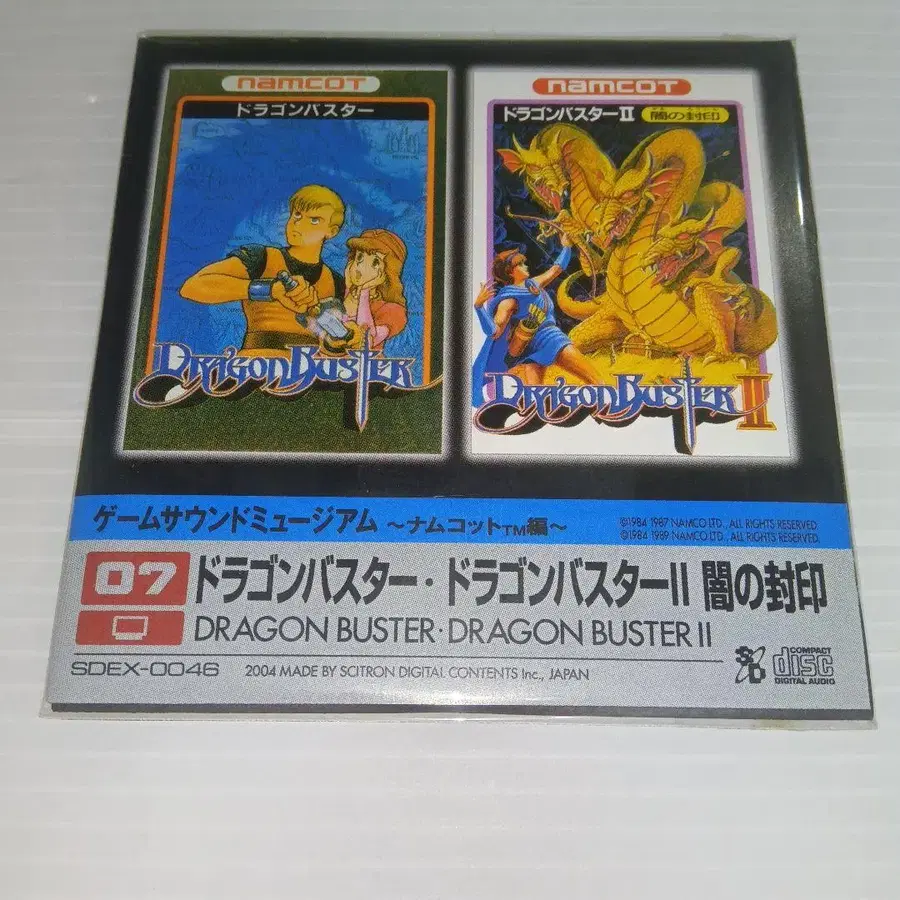 namcoT
ドラゴンバスター
DRAGON BUSTER
namcoT
ドラゴンバスターII 闇の封印
DRAGON BUSTER II
ゲームサウンドミュージアム ～ナムコットTM編～
©1984 1987 NAMCO LTD., ALL RIGHTS RESERVED
©1984 1989 NAMCO LTD., ALL RIGHTS RESERVED.
07
ドラゴンバスター・ドラゴンバスターII 闇の封印
DRAGON BUSTER・DRAGON BUSTER II
SDEX-0046
2004 MADE BY SCITRON DIGITAL CONTENTS Inc., JAPAN
COMPACT
disc
DIGITAL AUDIO